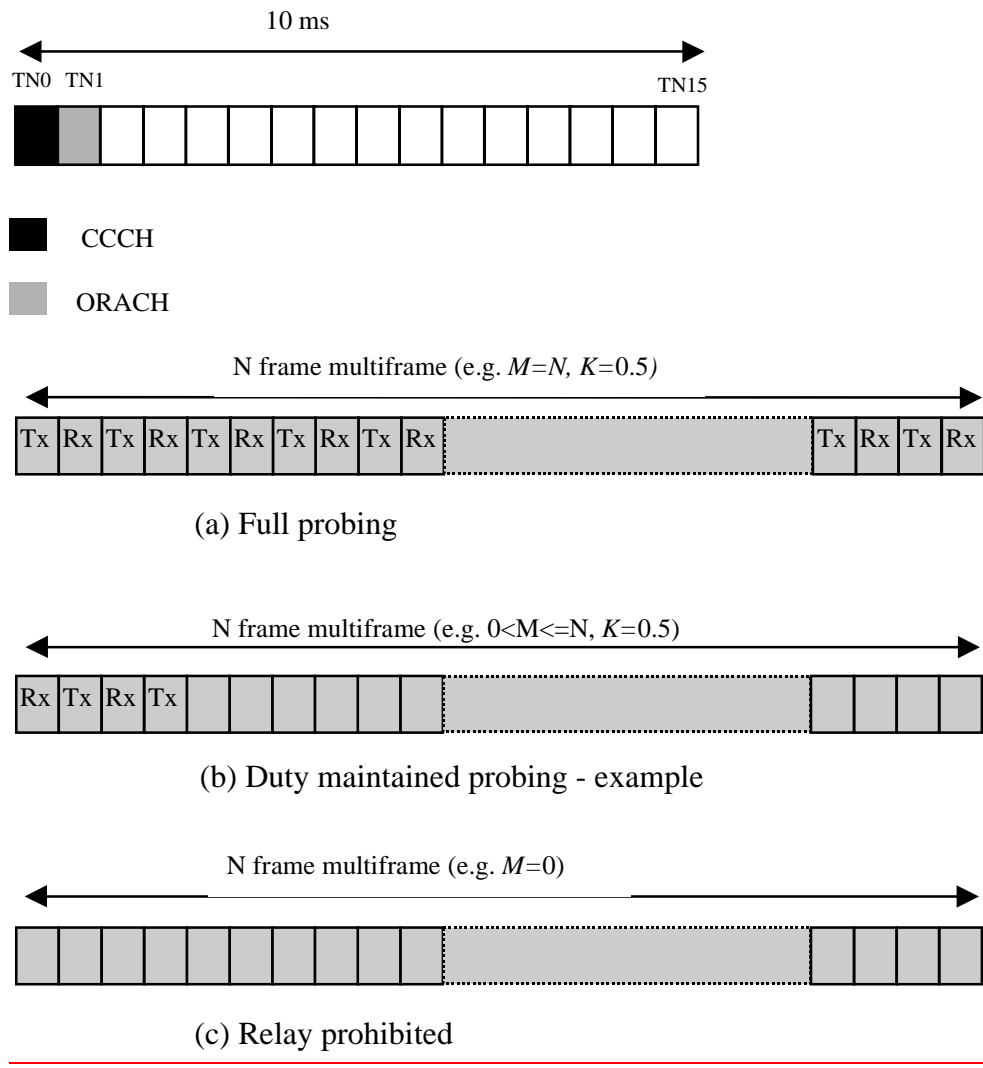 10 ms
TN0 TN1 TN15
CCCH
ORACH
N frame multiframe (e.g. M=N, K=0.5)
Tx Rx Tx Rx Tx Rx Tx Rx Tx Rx Tx Rx Tx Rx
(a) Full probing
N frame multiframe (e.g. 0<M<=N, K=0.5)
Rx Tx Rx Tx
(b) Duty maintained probing - example
N frame multiframe (e.g. M=0)
(c) Relay prohibited